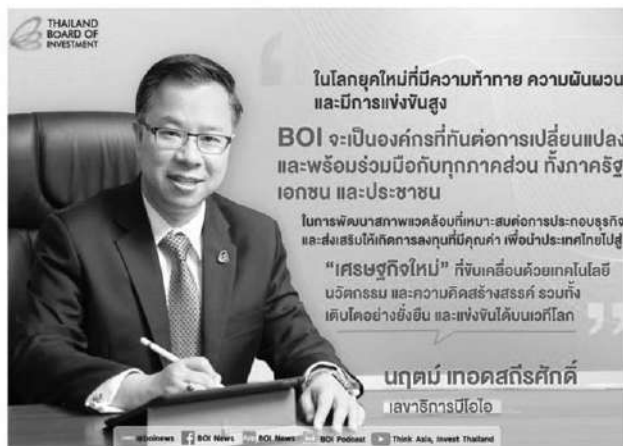 THAILAND
BOARD OF
INVESTMENT
ในโลกยุคใหม่ที่มีความท้าทาย ความผันผวน
และมีการแข่งขันสูง
BOI จะเป็นองค์กรที่ทันต่อการเปลี่ยนแปลง
และพร้อมร่วมมือกับทุกภาคส่วน ทั้งภาครัฐ
เอกชน และประชาชน
ในการพัฒนาสภาพแวดล้อมที่เหมาะสมต่อการประกอบธุรกิจ
และส่งเสริมให้เกิดการลงทุนที่มีคุณค่า เพื่อนำประเทศไทยไปสู่
“เศรษฐกิจใหม่” ที่ขับเคลื่อนด้วยเทคโนโลยี
นวัตกรรม และความคิดสร้างสรรค์ รวมทั้ง
เติบโตอย่างยั่งยืน และแข่งขันได้บนเวทีโลก
นฤตม์ เทอดสถีรศักดิ์
เลขาธิการบีโอไอ
@boinews BOI News BOI News BOI Podcast Think Asia, Invest Thailand